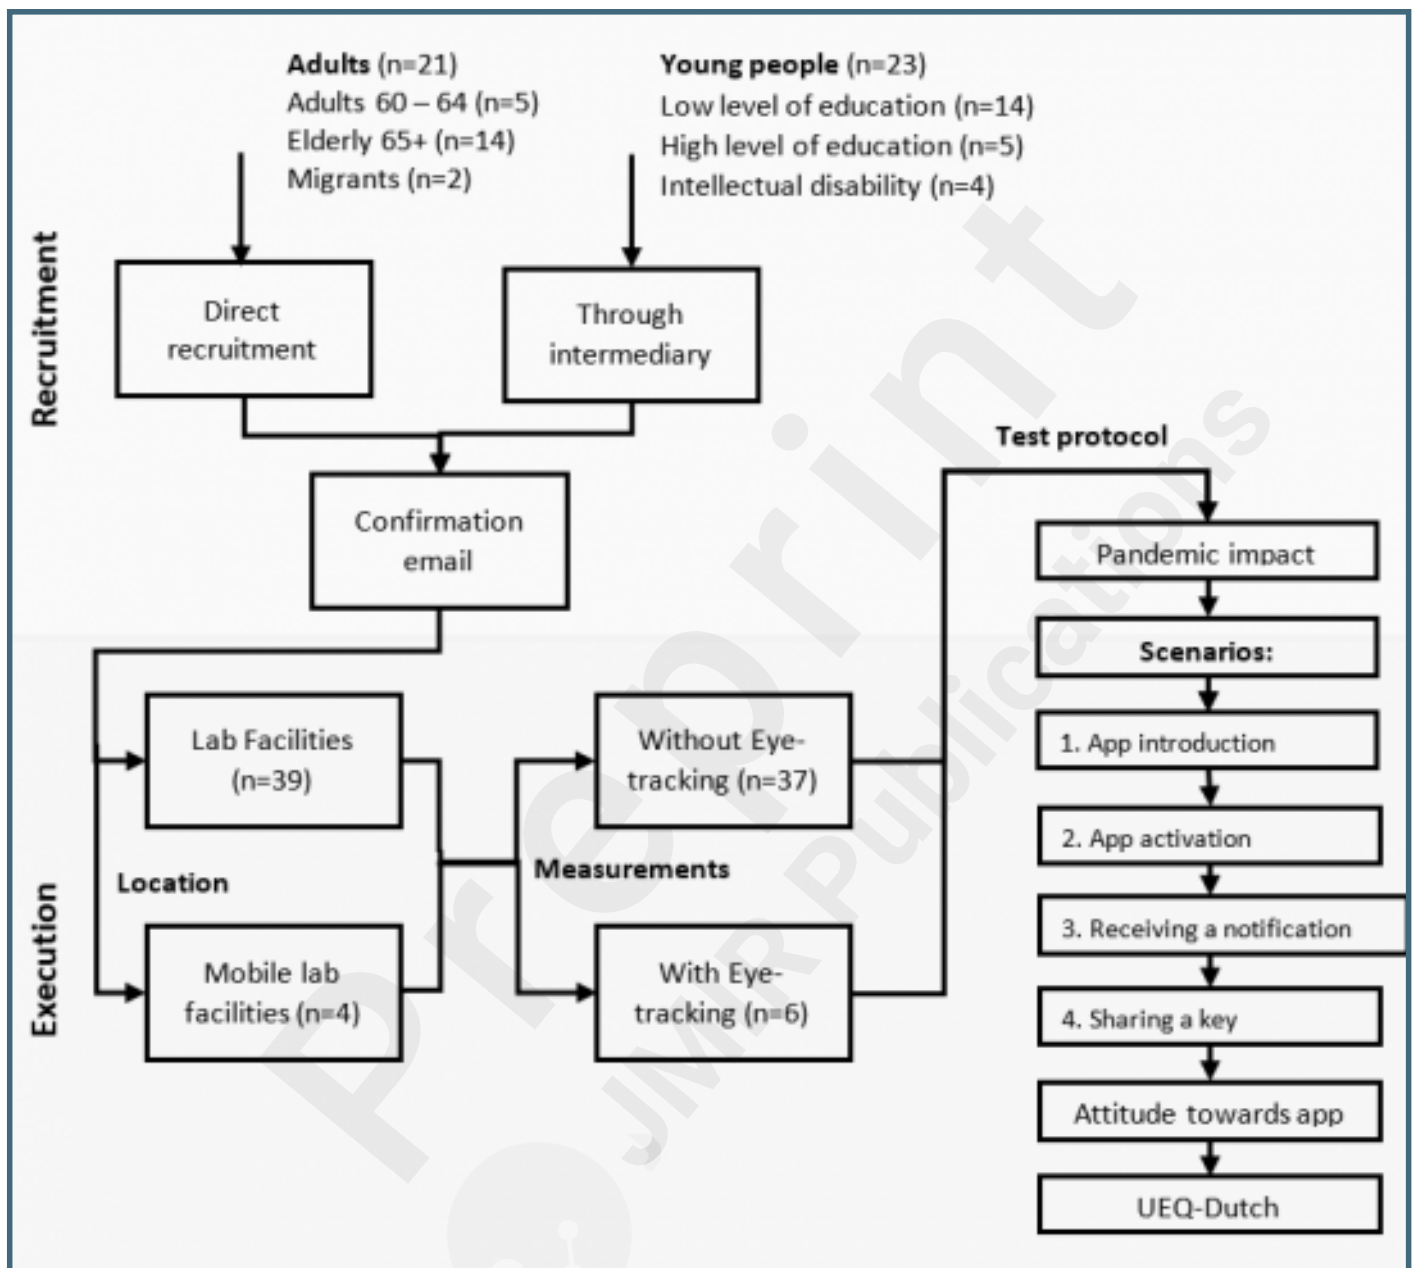 Adults (n=21)
Adults 60 – 64 (n=5)
Elderly 65+ (n=14)
Migrants (n=2)
Young people (n=23)
Low level of education (n=14)
High level of education (n=5)
Intellectual disability (n=4)
Recruitment
Direct
recruitment
Through
intermediary
Confirmation
email
Execution
Location
Lab Facilities
(n=39)
Mobile lab
facilities (n=4)
Measurements
Without Eye-
tracking (n=37)
With Eye-
tracking (n=6)
Test protocol
Pandemic impact
Scenarios:
1. App introduction
2. App activation
3. Receiving a notification
4. Sharing a key
Attitude towards app
UEQ-Dutch
Preprint
JMIR Publications